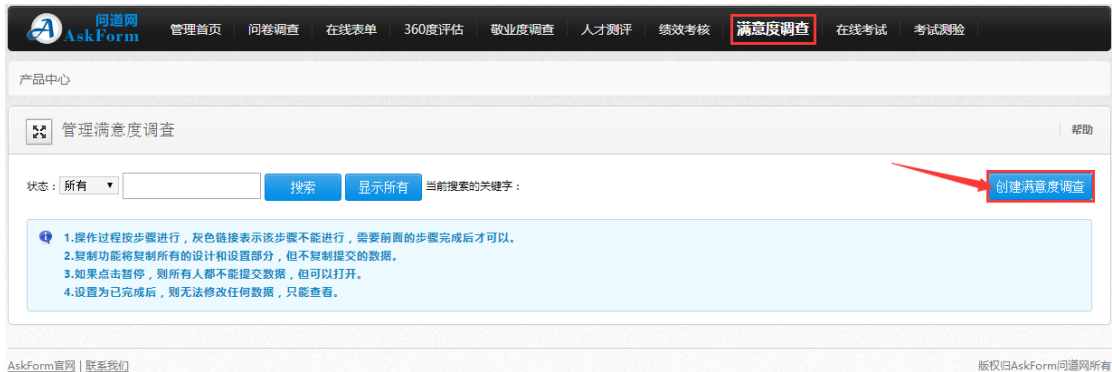 问道网
AskForm
管理首页 问卷调查 在线表单 360度评估 敬业度调查 人才测评 绩效考核 满意度调查 在线考试 考试测验
产品中心
管理满意度调查 帮助
状态：所有 搜索 显示所有 当前搜索的关键字： 创建满意度调查
1.操作过程按步骤进行，灰色链接表示该步骤不能进行，需要前面的步骤完成后才可以。
2.复制功能将复制所有的设计和设置部分，但不复制提交的数据。
3.如果点击暂停，则所有人都不能提交数据，但可以打开。
4.设置为已完成后，则无法修改任何数据，只能查看。
AskForm官网 | 联系我们 版权归AskForm问道网所有